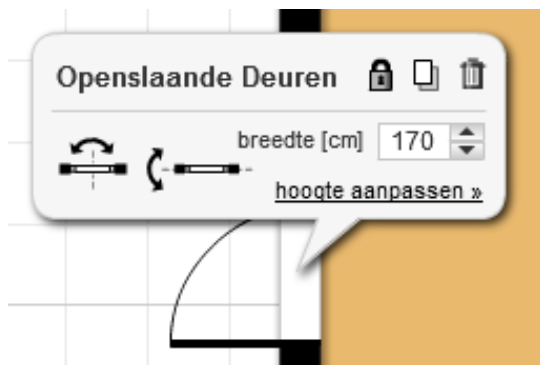 Openslaande Deuren
breedte [cm] 170
hoogte aanpassen »